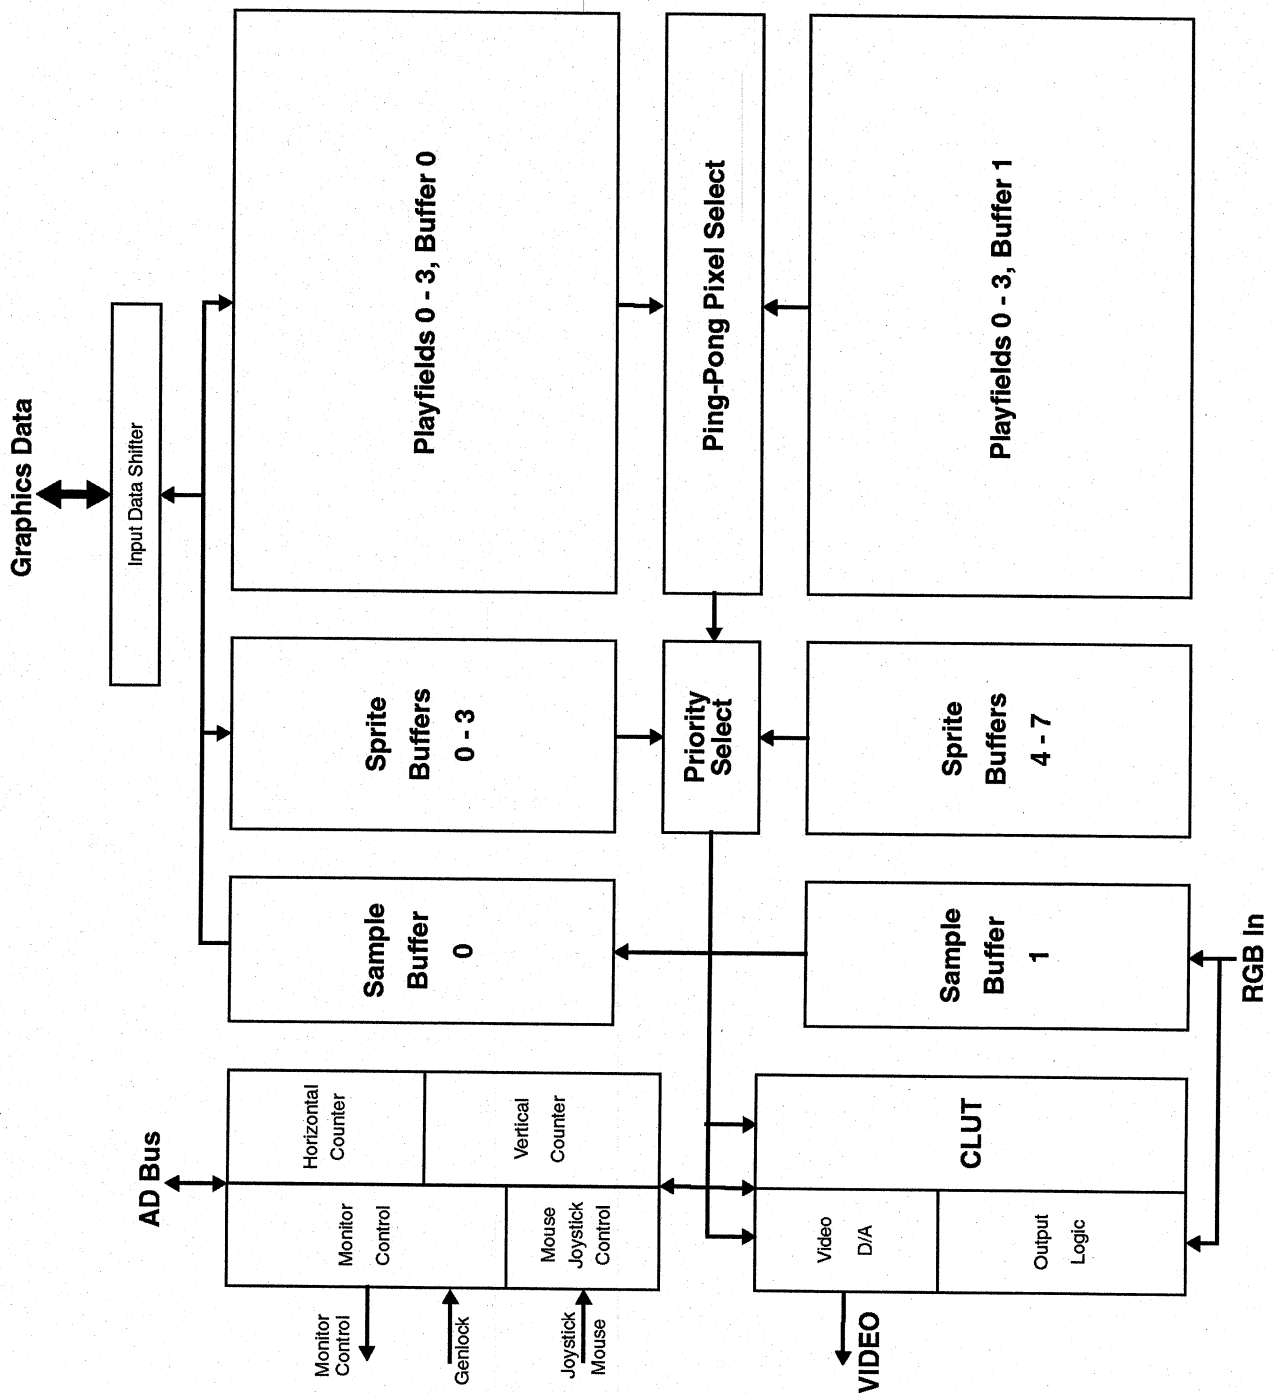 Graphics Data
Input Data Shifter
Playfields 0 - 3, Buffer 0
Ping-Pong Pixel Select
Playfields 0 - 3, Buffer 1
Sprite
Buffers
0 - 3
Priority
Select
Sprite
Buffers
4 - 7
Sample
Buffer
0
Sample
Buffer
1
RGB In
AD Bus
Horizontal
Counter
Vertical
Counter
Monitor
Control
Mouse
Joystick
Control
CLUT
Video
D/A
Output
Logic
Monitor
Control
Genlock
Joystick
Mouse
VIDEO